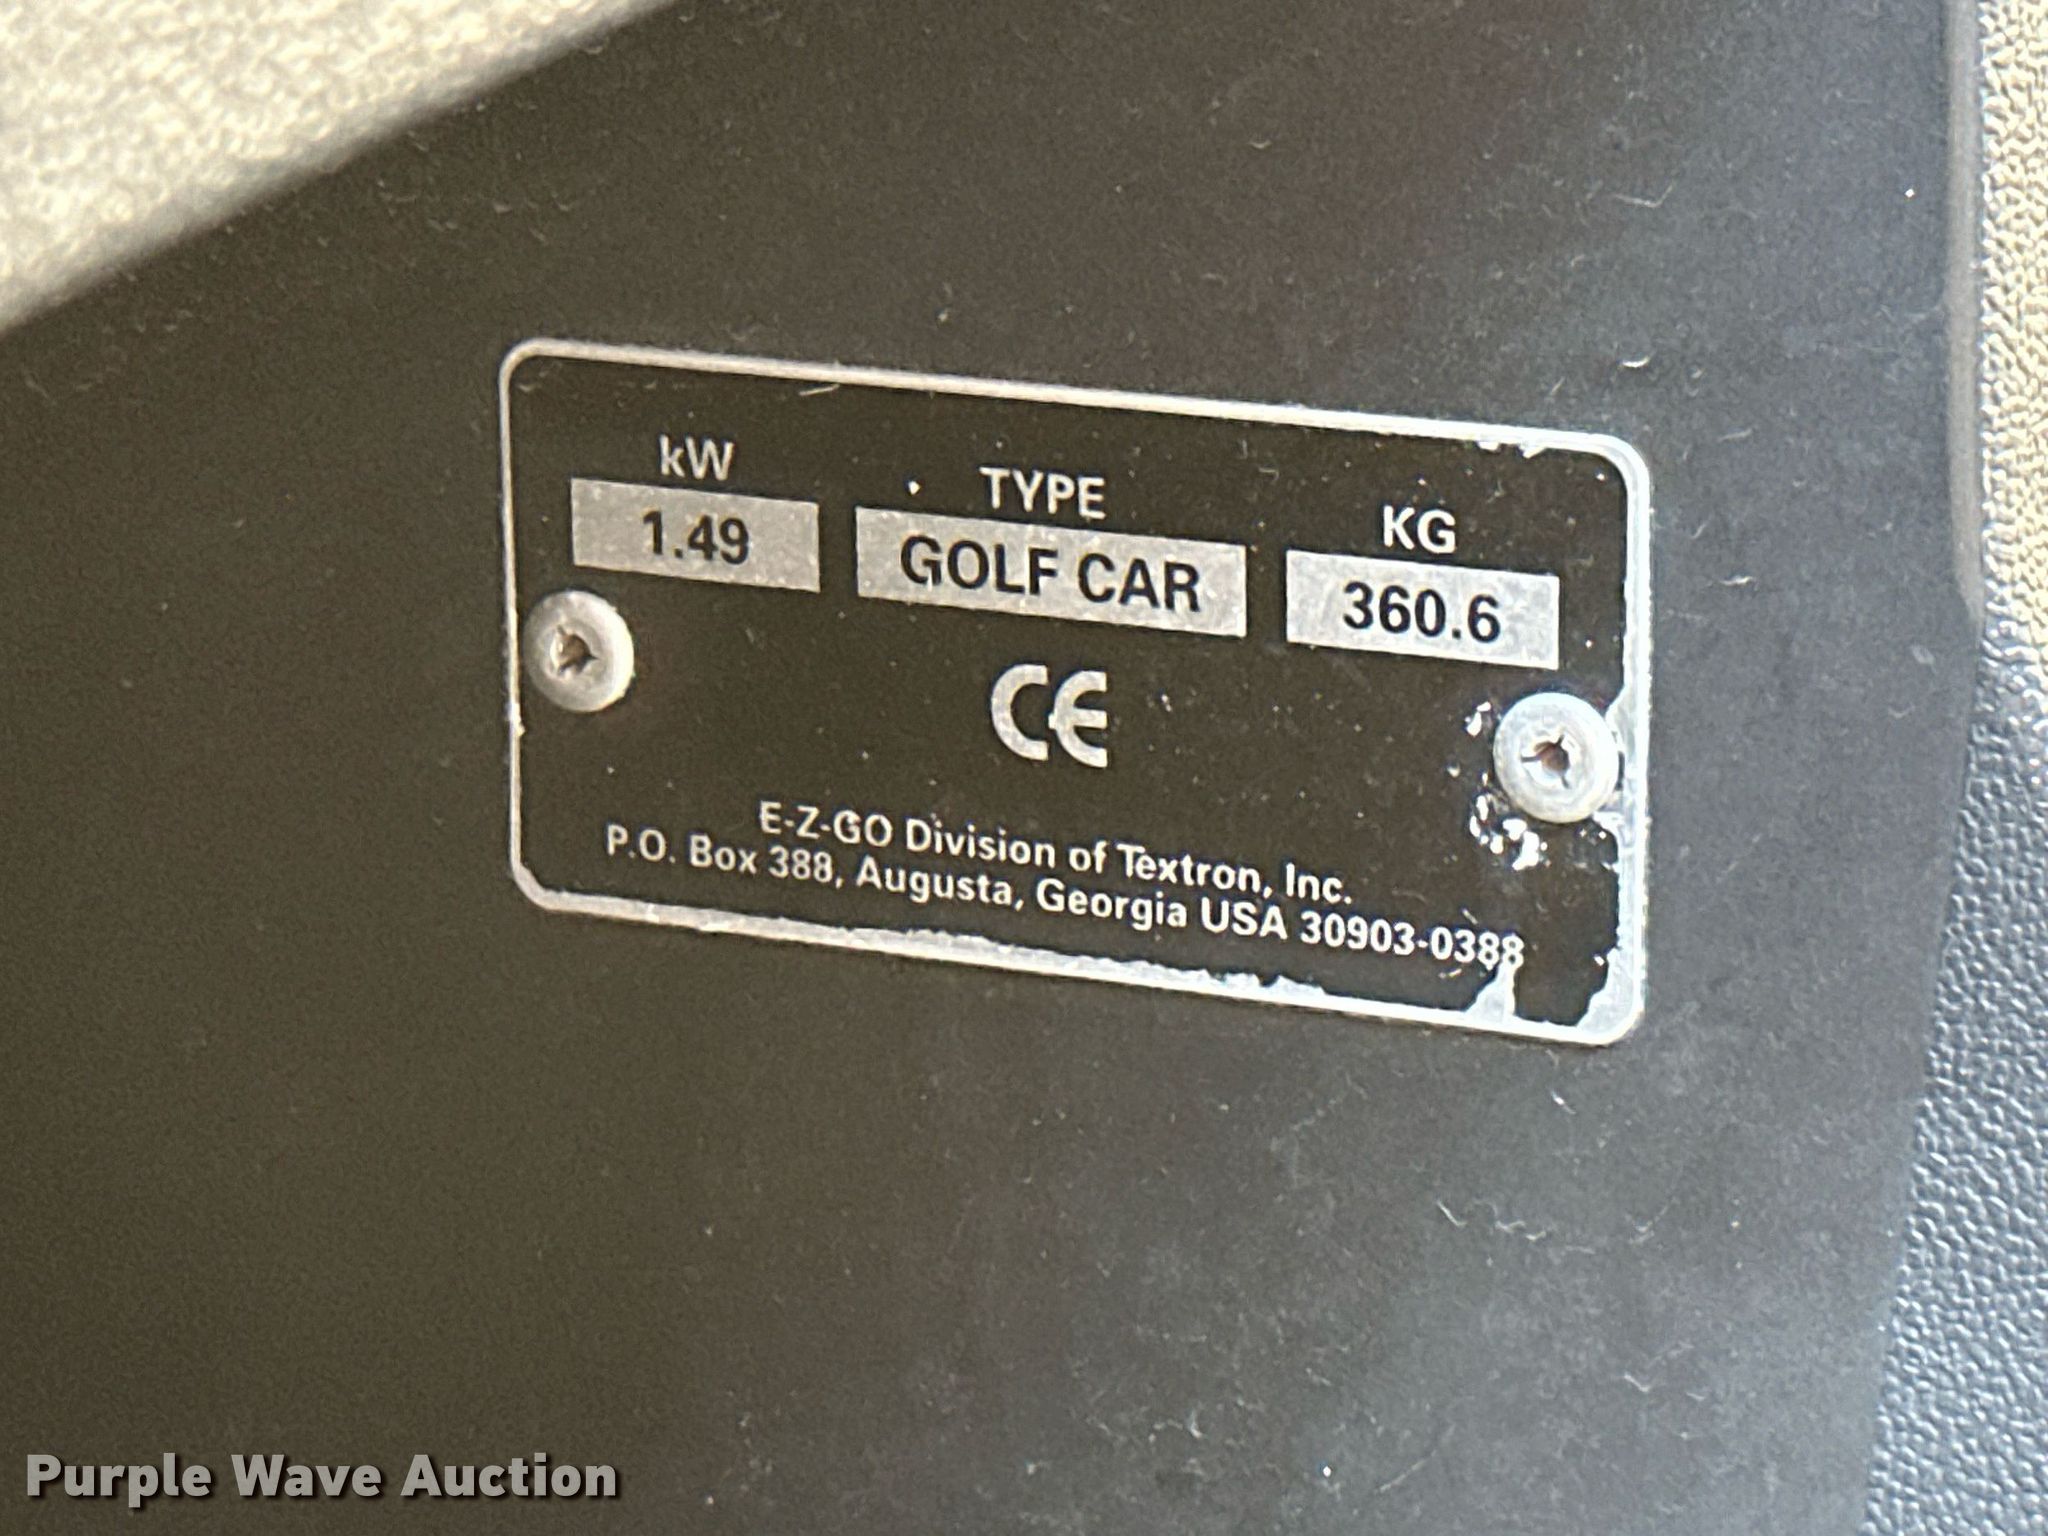 kW TYPE KG
1.49 GOLF CAR 360.6
CE
E-Z-GO Division of Textron, Inc.
P.O. Box 388, Augusta, Georgia USA 30903-0388
Purple Wave Auction